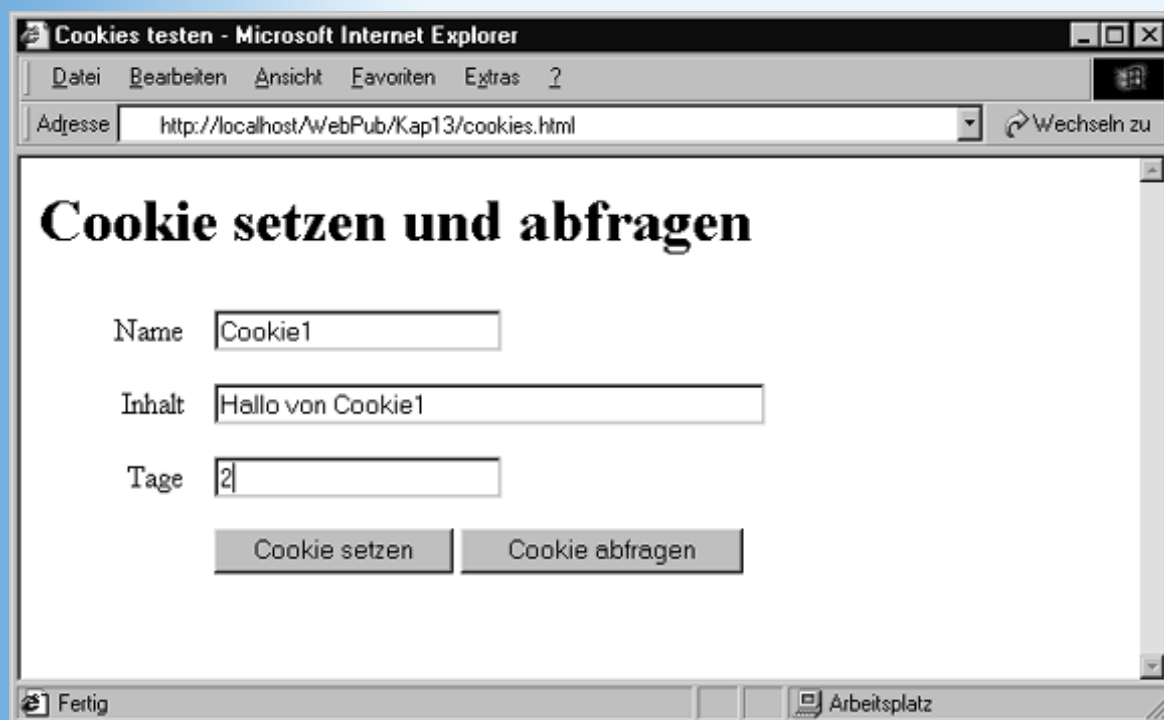 Cookies testen - Microsoft Internet Explorer
Datei Bearbeiten Ansicht Favoriten Extras ?
Adresse http://localhost/WebPub/Kap13/cookies.html Wechseln zu
Cookie setzen und abfragen
Name Cookie1
Inhalt Hallo von Cookie1
Tage 2
Cookie setzen Cookie abfragen
Fertig Arbeitsplatz